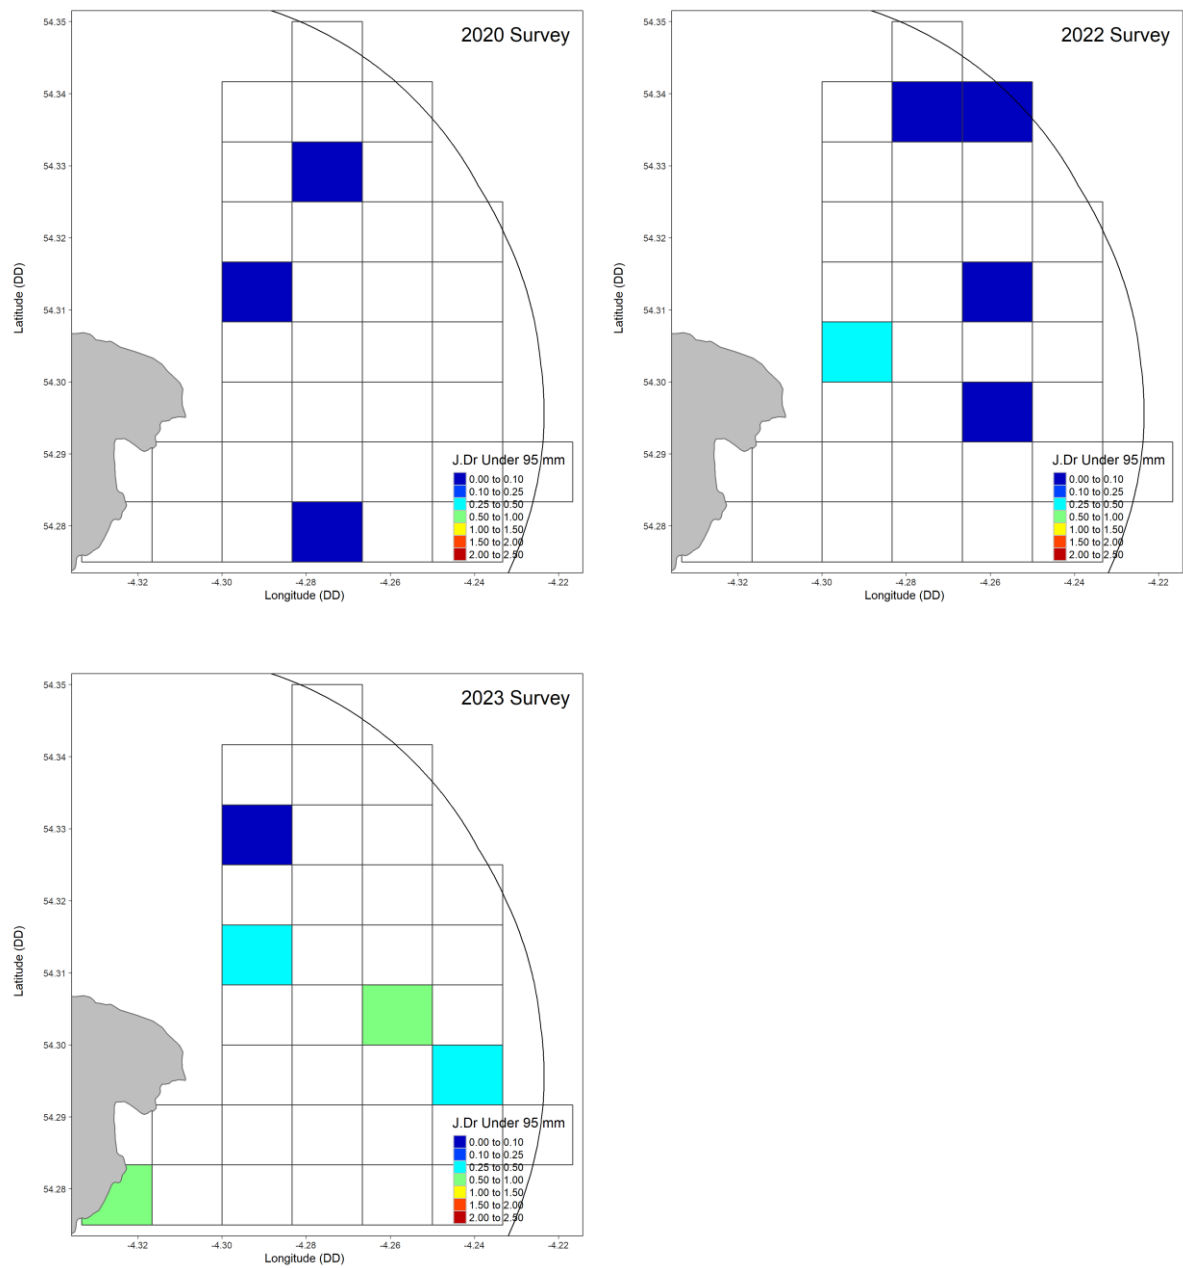 2020 Survey
54.35
54.34
54.33
54.32
54.31
54.30
54.29
54.28
Latitude (DD)
J.Dr Under 95 mm
0.00 to 0.10
0.10 to 0.25
0.25 to 0.50
0.50 to 1.00
1.00 to 1.50
1.50 to 2.00
2.00 to 2.50
-4.32 -4.30 -4.28 -4.26 -4.24 -4.22
Longitude (DD)
2022 Survey
54.35
54.34
54.33
54.32
54.31
54.30
54.29
54.28
Latitude (DD)
J.Dr Under 95 mm
0.00 to 0.10
0.10 to 0.25
0.25 to 0.50
0.50 to 1.00
1.00 to 1.50
1.50 to 2.00
2.00 to 2.50
-4.32 -4.30 -4.28 -4.26 -4.24 -4.22
Longitude (DD)
2023 Survey
54.35
54.34
54.33
54.32
54.31
54.30
54.29
54.28
Latitude (DD)
J.Dr Under 95 mm
0.00 to 0.10
0.10 to 0.25
0.25 to 0.50
0.50 to 1.00
1.00 to 1.50
1.50 to 2.00
2.00 to 2.50
-4.32 -4.30 -4.28 -4.26 -4.24 -4.22
Longitude (DD)